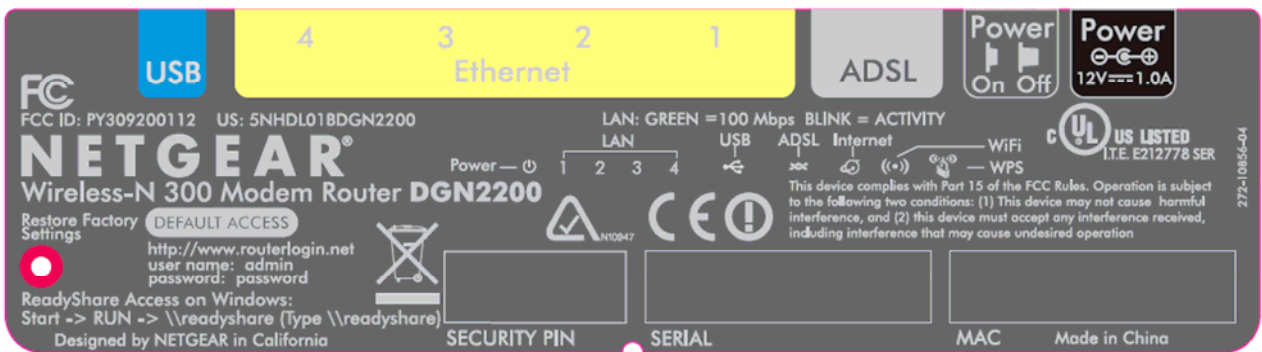 USB
4 3 2 1
Ethernet
ADSL
Power
On Off
Power
12V 1.0A
FC
FCC ID: PY309200112 US: 5NHDL01BDGN2200
LAN: GREEN =100 Mbps BLINK = ACTIVITY
NETGEAR®
Wireless-N 300 Modem Router DGN2200
Power —
LAN
1 2 3 4
USB
ADSL
Internet
WiFi
— WPS
C UL US LISTED
I.T.E. E212778 SER
272-10856-04
This device complies with Part 15 of the FCC Rules. Operation is subject
to the following two conditions: (1) This device may not cause harmful
interference, and (2) this device must accept any interference received,
including interference that may cause undesired operation
Restore Factory
Settings
DEFAULT ACCESS
http://www.routerlogin.net
user name: admin
password: password
N10947
CE
ReadyShare Access on Windows:
Start -> RUN -> \\readyshare (Type \\readyshare)
Designed by NETGEAR in California
SECURITY PIN
SERIAL
MAC
Made in China